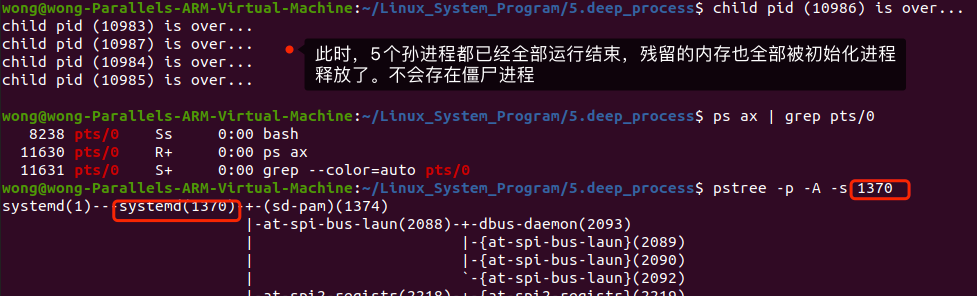 wong@wong-Parallels-ARM-Virtual-Machine:~/Linux_System_Program/5.deep_process$ child pid (10986) is over...
child pid (10983) is over...
child pid (10987) is over...
child pid (10984) is over...
child pid (10985) is over...
此时，5个孙进程都已经全部运行结束，残留的内存也全部被初始化进程
释放了。不会存在僵尸进程
wong@wong-Parallels-ARM-Virtual-Machine:~/Linux_System_Program/5.deep_process$ ps ax | grep pts/0
8238 pts/0 Ss 0:00 bash
11630 pts/0 R+ 0:00 ps ax
11631 pts/0 S+ 0:00 grep --color=auto pts/0
wong@wong-Parallels-ARM-Virtual-Machine:~/Linux_System_Program/5.deep_process$ pstree -p -A -s 1370
systemd(1)---systemd(1370)-+-(sd-pam)(1374)
|-at-spi-bus-laun(2088)-+-dbus-daemon(2093)
| |-{at-spi-bus-laun}(2089)
| |-{at-spi-bus-laun}(2090)
| `-{at-spi-bus-laun}(2092)
|-at-spi2-registr(2218)-+-{at-spi2-registr}(2219)